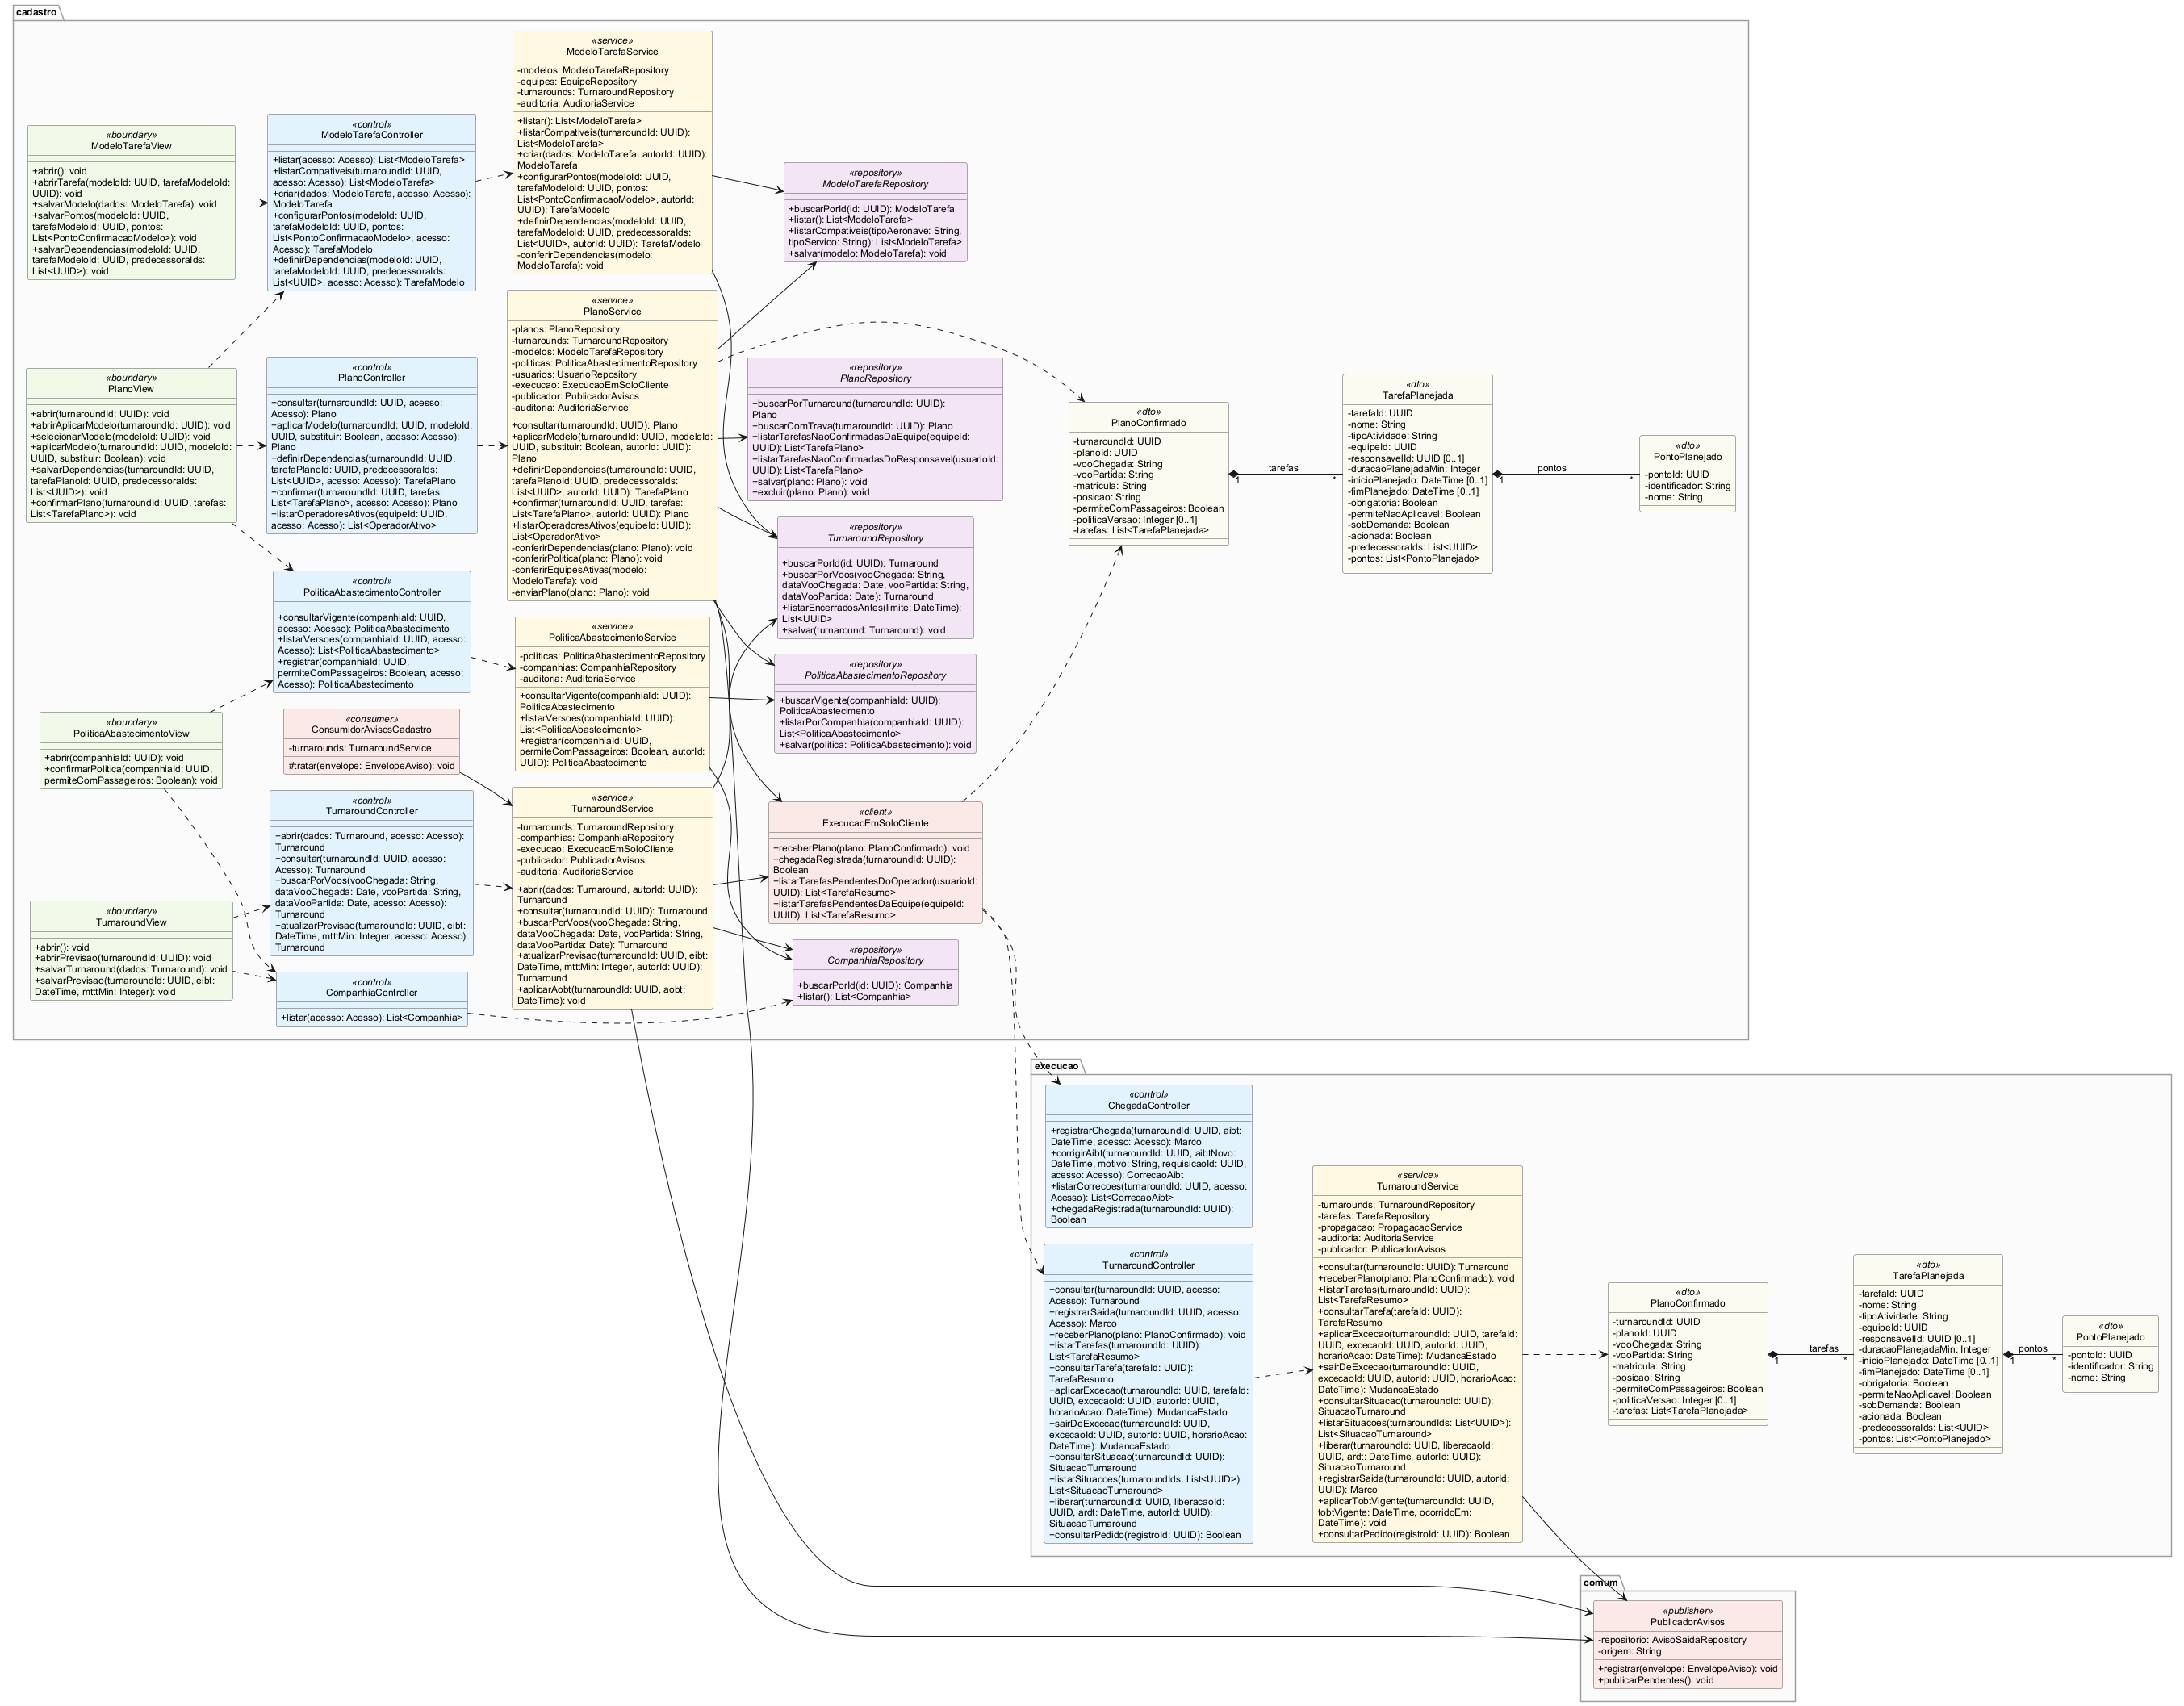 cadastro
«service»
ModeloTarefaService
-modelos: ModeloTarefaRepository
-equipes: EquipeRepository
-turnarounds: TurnaroundRepository
-auditoria: AuditoriaService
+listar(): List<ModeloTarefa>
+listarCompativeis(turnaroundId: UUID):
List<ModeloTarefa>
+criar(dados: ModeloTarefa, autorId: UUID):
ModeloTarefa
+configurarPontos(modeloId: UUID,
tarefaModeloId: UUID, pontos:
List<PontoConfirmacaoModelo>, autorId:
UUID): TarefaModelo
+definirDependencias(modeloId: UUID,
tarefaModeloId: UUID, predecessoraIds:
List<UUID>, autorId: UUID): TarefaModelo
-conferirDependencias(modelo:
ModeloTarefa): void
«boundary»
ModeloTarefaView
+abrir(): void
+abrirTarefa(modeloId: UUID, tarefaModeloId:
UUID): void
+salvarModelo(dados: ModeloTarefa): void
+salvarPontos(modeloId: UUID,
tarefaModeloId: UUID, pontos:
List<PontoConfirmacaoModelo>): void
+salvarDependencias(modeloId: UUID,
tarefaModeloId: UUID, predecessoraIds:
List<UUID>): void
«control»
ModeloTarefaController
+listar(acesso: Acesso): List<ModeloTarefa>
+listarCompativeis(turnaroundId: UUID,
acesso: Acesso): List<ModeloTarefa>
+criar(dados: ModeloTarefa, acesso: Acesso):
ModeloTarefa
+configurarPontos(modeloId: UUID,
tarefaModeloId: UUID, pontos:
List<PontoConfirmacaoModelo>, acesso:
Acesso): TarefaModelo
+definirDependencias(modeloId: UUID,
tarefaModeloId: UUID, predecessoraIds:
List<UUID>, acesso: Acesso): TarefaModelo
«repository»
ModeloTarefaRepository
+buscarPorId(id: UUID): ModeloTarefa
+listar(): List<ModeloTarefa>
+listarCompativeis(tipoAeronave: String,
tipoServico: String): List<ModeloTarefa>
+salvar(modelo: ModeloTarefa): void
«boundary»
PlanoView
+abrir(turnaroundId: UUID): void
+abrirAplicarModelo(turnaroundId: UUID): void
+selecionarModelo(modeloId: UUID): void
+aplicarModelo(turnaroundId: UUID, modeloId:
UUID, substituir: Boolean): void
+salvarDependencias(turnaroundId: UUID,
tarefaPlanoId: UUID, predecessoraIds:
List<UUID>): void
+confirmarPlano(turnaroundId: UUID, tarefas:
List<TarefaPlano>): void
«control»
PlanoController
+consultar(turnaroundId: UUID, acesso:
Acesso): Plano
+aplicarModelo(turnaroundId: UUID, modeloId:
UUID, substituir: Boolean, acesso: Acesso):
Plano
+definirDependencias(turnaroundId: UUID,
tarefaPlanoId: UUID, predecessoraIds:
List<UUID>, acesso: Acesso): TarefaPlano
+confirmar(turnaroundId: UUID, tarefas:
List<TarefaPlano>, acesso: Acesso): Plano
+listarOperadoresAtivos(equipeId: UUID,
acesso: Acesso): List<OperadorAtivo>
«service»
PlanoService
-planos: PlanoRepository
-turnarounds: TurnaroundRepository
-modelos: ModeloTarefaRepository
-politicas: PoliticaAbastecimentoRepository
-usuarios: UsuarioRepository
-execucao: ExecucaoEmSoloCliente
-publicador: PublicadorAvisos
-auditoria: AuditoriaService
+consultar(turnaroundId: UUID): Plano
+aplicarModelo(turnaroundId: UUID, modeloId:
UUID, substituir: Boolean, autorId: UUID):
Plano
+definirDependencias(turnaroundId: UUID,
tarefaPlanoId: UUID, predecessoraIds:
List<UUID>, autorId: UUID): TarefaPlano
+confirmar(turnaroundId: UUID, tarefas:
List<TarefaPlano>, autorId: UUID): Plano
+listarOperadoresAtivos(equipeId: UUID):
List<OperadorAtivo>
-conferirDependencias(plano: Plano): void
-conferirPolitica(plano: Plano): void
-conferirEquipesAtivas(modelo:
ModeloTarefa): void
-enviarPlano(plano: Plano): void
«repository»
PlanoRepository
+buscarPorTurnaround(turnaroundId: UUID):
Plano
+buscarComTrava(turnaroundId: UUID): Plano
+listarTarefasNaoConfirmadasDaEquipe(equipeId:
UUID): List<TarefaPlano>
+listarTarefasNaoConfirmadasDoResponsavel(usuarioId:
UUID): List<TarefaPlano>
+salvar(plano: Plano): void
+excluir(plano: Plano): void
«dto»
PlanoConfirmado
-turnaroundId: UUID
-planoId: UUID
-vooChegada: String
-vooPartida: String
-matricula: String
-posicao: String
-permiteComPassageiros: Boolean
-politicaVersao: Integer [0..1]
-tarefas: List<TarefaPlanejada>
tarefas
1
*
«dto»
TarefaPlanejada
-tarefaId: UUID
-nome: String
-tipoAtividade: String
-equipeId: UUID
-responsavelId: UUID [0..1]
-duracaoPlanejadaMin: Integer
-inicioPlanejado: DateTime [0..1]
-fimPlanejado: DateTime [0..1]
-obrigatoria: Boolean
-permiteNaoAplicavel: Boolean
-sobDemanda: Boolean
-acionada: Boolean
-predecessoraIds: List<UUID>
-pontos: List<PontoPlanejado>
pontos
1
*
«dto»
PontoPlanejado
-pontoId: UUID
-identificador: String
-nome: String
«repository»
TurnaroundRepository
+buscarPorId(id: UUID): Turnaround
+buscarPorVoos(vooChegada: String,
dataVooChegada: Date, vooPartida: String,
dataVooPartida: Date): Turnaround
+listarEncerradosAntes(limite: DateTime):
List<UUID>
+salvar(turnaround: Turnaround): void
«control»
PoliticaAbastecimentoController
+consultarVigente(companhiaId: UUID,
acesso: Acesso): PoliticaAbastecimento
+listarVersoes(companhiaId: UUID, acesso:
Acesso): List<PoliticaAbastecimento>
+registrar(companhiaId: UUID,
permiteComPassageiros: Boolean, acesso:
Acesso): PoliticaAbastecimento
«service»
PoliticaAbastecimentoService
-politicas: PoliticaAbastecimentoRepository
-companhias: CompanhiaRepository
-auditoria: AuditoriaService
+consultarVigente(companhiaId: UUID):
PoliticaAbastecimento
+listarVersoes(companhiaId: UUID):
List<PoliticaAbastecimento>
+registrar(companhiaId: UUID,
permiteComPassageiros: Boolean, autorId:
UUID): PoliticaAbastecimento
«repository»
PoliticaAbastecimentoRepository
+buscarVigente(companhiaId: UUID):
PoliticaAbastecimento
+listarPorCompanhia(companhiaId: UUID):
List<PoliticaAbastecimento>
+salvar(politica: PoliticaAbastecimento): void
«boundary»
PoliticaAbastecimentoView
+abrir(companhiaId: UUID): void
+confirmarPolitica(companhiaId: UUID,
permiteComPassageiros: Boolean): void
«consumer»
ConsumidorAvisosCadastro
-turnarounds: TurnaroundService
#tratar(envelope: EnvelopeAviso): void
«control»
TurnaroundController
+abrir(dados: Turnaround, acesso: Acesso):
Turnaround
+consultar(turnaroundId: UUID, acesso:
Acesso): Turnaround
+buscarPorVoos(vooChegada: String,
dataVooChegada: Date, vooPartida: String,
dataVooPartida: Date, acesso: Acesso):
Turnaround
+atualizarPrevisao(turnaroundId: UUID, eibt:
DateTime, mtttMin: Integer, acesso: Acesso):
Turnaround
«service»
TurnaroundService
-turnarounds: TurnaroundRepository
-companhias: CompanhiaRepository
-execucao: ExecucaoEmSoloCliente
-publicador: PublicadorAvisos
-auditoria: AuditoriaService
+abrir(dados: Turnaround, autorId: UUID):
Turnaround
+consultar(turnaroundId: UUID): Turnaround
+buscarPorVoos(vooChegada: String,
dataVooChegada: Date, vooPartida: String,
dataVooPartida: Date): Turnaround
+atualizarPrevisao(turnaroundId: UUID, eibt:
DateTime, mtttMin: Integer, autorId: UUID):
Turnaround
+aplicarAobt(turnaroundId: UUID, aobt:
DateTime): void
«client»
ExecucaoEmSoloCliente
+receberPlano(plano: PlanoConfirmado): void
+chegadaRegistrada(turnaroundId: UUID):
Boolean
+listarTarefasPendentesDoOperador(usuarioId:
UUID): List<TarefaResumo>
+listarTarefasPendentesDaEquipe(equipeId:
UUID): List<TarefaResumo>
«boundary»
TurnaroundView
+abrir(): void
+abrirPrevisao(turnaroundId: UUID): void
+salvarTurnaround(dados: Turnaround): void
+salvarPrevisao(turnaroundId: UUID, eibt:
DateTime, mtttMin: Integer): void
«control»
CompanhiaController
+listar(acesso: Acesso): List<Companhia>
«repository»
CompanhiaRepository
+buscarPorId(id: UUID): Companhia
+listar(): List<Companhia>
execucao
«control»
ChegadaController
+registrarChegada(turnaroundId: UUID, aibt:
DateTime, acesso: Acesso): Marco
+corrigirAibt(turnaroundId: UUID, aibtNovo:
DateTime, motivo: String, requisicaoId: UUID,
acesso: Acesso): CorrecaoAibt
+listarCorrecoes(turnaroundId: UUID, acesso:
Acesso): List<CorrecaoAibt>
+chegadaRegistrada(turnaroundId: UUID):
Boolean
«control»
TurnaroundController
+consultar(turnaroundId: UUID, acesso:
Acesso): Turnaround
+registrarSaida(turnaroundId: UUID, acesso:
Acesso): Marco
+receberPlano(plano: PlanoConfirmado): void
+listarTarefas(turnaroundId: UUID):
List<TarefaResumo>
+consultarTarefa(tarefaId: UUID):
TarefaResumo
+aplicarExcecao(turnaroundId: UUID, tarefaId:
UUID, excecaoId: UUID, autorId: UUID,
horarioAcao: DateTime): MudancaEstado
+sairDeExcecao(turnaroundId: UUID,
excecaoId: UUID, autorId: UUID, horarioAcao:
DateTime): MudancaEstado
+consultarSituacao(turnaroundId: UUID):
SituacaoTurnaround
+listarSituacoes(turnaroundIds: List<UUID>):
List<SituacaoTurnaround>
+liberar(turnaroundId: UUID, liberacaoId:
UUID, ardt: DateTime, autorId: UUID):
SituacaoTurnaround
+consultarPedido(registroId: UUID): Boolean
«service»
TurnaroundService
-turnarounds: TurnaroundRepository
-tarefas: TarefaRepository
-propagacao: PropagacaoService
-auditoria: AuditoriaService
-publicador: PublicadorAvisos
+consultar(turnaroundId: UUID): Turnaround
+receberPlano(plano: PlanoConfirmado): void
+listarTarefas(turnaroundId: UUID):
List<TarefaResumo>
+consultarTarefa(tarefaId: UUID):
TarefaResumo
+aplicarExcecao(turnaroundId: UUID, tarefaId:
UUID, excecaoId: UUID, autorId: UUID,
horarioAcao: DateTime): MudancaEstado
+sairDeExcecao(turnaroundId: UUID,
excecaoId: UUID, autorId: UUID, horarioAcao:
DateTime): MudancaEstado
+consultarSituacao(turnaroundId: UUID):
SituacaoTurnaround
+listarSituacoes(turnaroundIds: List<UUID>):
List<SituacaoTurnaround>
+liberar(turnaroundId: UUID, liberacaoId:
UUID, ardt: DateTime, autorId: UUID):
SituacaoTurnaround
+registrarSaida(turnaroundId: UUID, autorId:
UUID): Marco
+aplicarTobtVigente(turnaroundId: UUID,
tobtVigente: DateTime, ocorridoEm:
DateTime): void
+consultarPedido(registroId: UUID): Boolean
«dto»
PlanoConfirmado
-turnaroundId: UUID
-planoId: UUID
-vooChegada: String
-vooPartida: String
-matricula: String
-posicao: String
-permiteComPassageiros: Boolean
-politicaVersao: Integer [0..1]
-tarefas: List<TarefaPlanejada>
tarefas
1
*
«dto»
TarefaPlanejada
-tarefaId: UUID
-nome: String
-tipoAtividade: String
-equipeId: UUID
-responsavelId: UUID [0..1]
-duracaoPlanejadaMin: Integer
-inicioPlanejado: DateTime [0..1]
-fimPlanejado: DateTime [0..1]
-obrigatoria: Boolean
-permiteNaoAplicavel: Boolean
-sobDemanda: Boolean
-acionada: Boolean
-predecessoraIds: List<UUID>
-pontos: List<PontoPlanejado>
pontos
1
*
«dto»
PontoPlanejado
-pontoId: UUID
-identificador: String
-nome: String
comum
«publisher»
PublicadorAvisos
-repositorio: AvisoSaidaRepository
-origem: String
+registrar(envelope: EnvelopeAviso): void
+publicarPendentes(): void